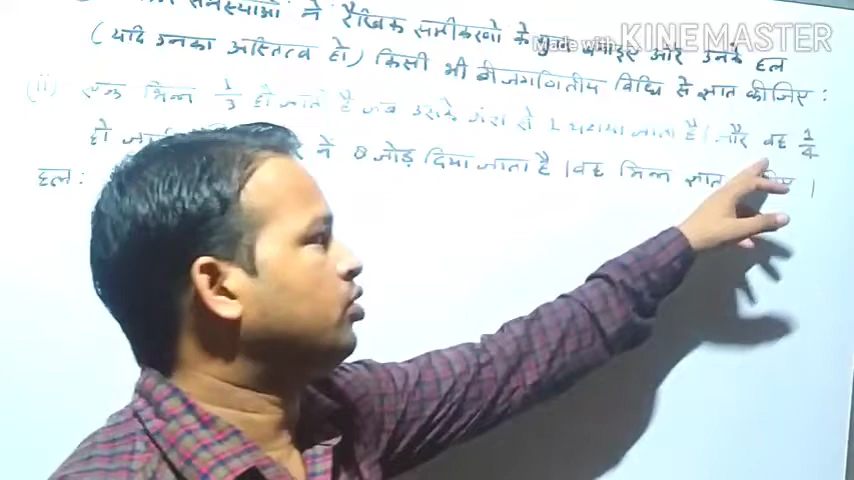 समस्याओं में रैखिक समीकरणों के युग्म बनाइए और उनके हल
(यदि उनका अस्तित्व हो) किसी भी बीजगणितीय विधि से ज्ञात कीजिए :
(ii) एक भिन्न 1/3 हो जाती है जब उसके अंश से 1 घटाया जाता है। और वह 1/4
हो में 8 जोड़ दिया जाता है । वह भिन्न ज्ञात ।
हल :
Made with KINEMASTER